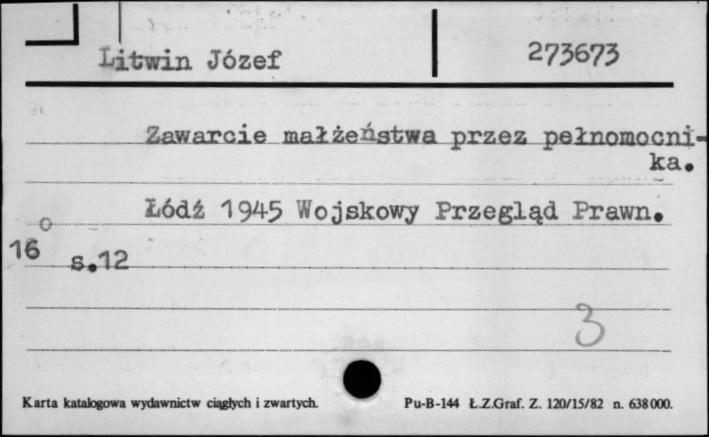 Litwin Józef 273673
Zawarcie małżeństwa przez pełnomocni-
ka.
Łódź 1945 Wojskowy Przegląd Prawn.
16° s.12
3
Karta katalogowa wydawnictw ciągłych i zwartych. Pu-B-144 Ł.Z.Graf. Z. 120/15/82 n. 638000.